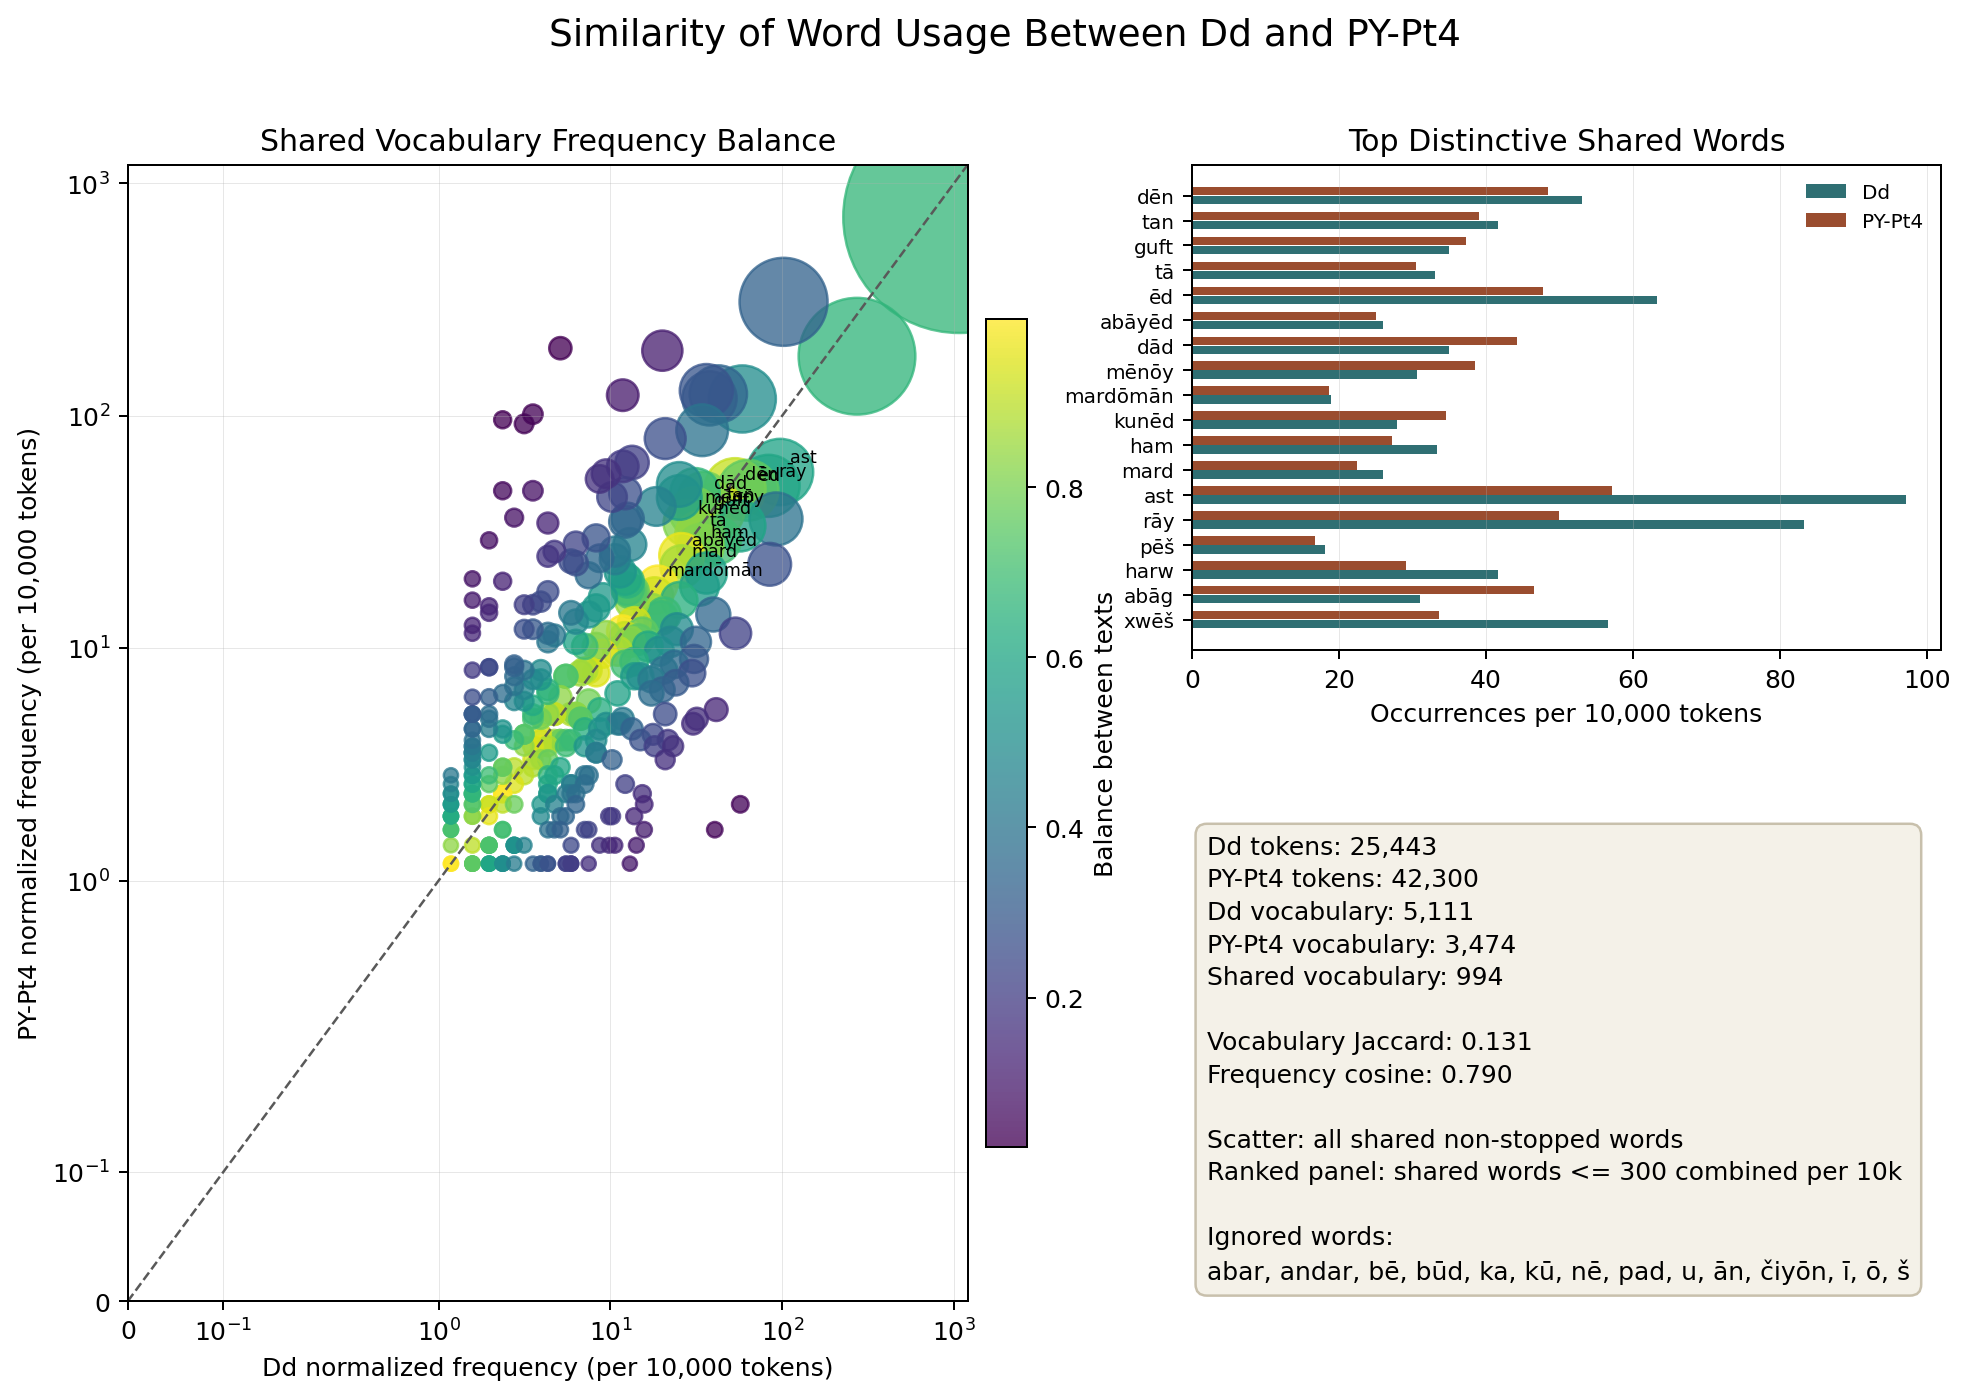 Similarity of Word Usage Between Dd and PY-Pt4
Shared Vocabulary Frequency Balance
PY-Pt4 normalized frequency (per 10,000 tokens)
10³
10²
10¹
10⁰
10⁻¹
0
ast
dēn
ēd
rāy
dād
mēnōy
tan
guft
kunēd
tā
ham
abāyēd
mard
mardōmān
0
10⁻¹
10⁰
10¹
10²
10³
Dd normalized frequency (per 10,000 tokens)
0.8
0.6
0.4
0.2
Balance between texts
Top Distinctive Shared Words
dēn
tan
guft
tā
ēd
abāyēd
dād
mēnōy
mardōmān
kunēd
ham
mard
ast
rāy
pēš
harw
abāg
xwēš
Dd
PY-Pt4
0 20 40 60 80 100
Occurrences per 10,000 tokens
Dd tokens: 25,443
PY-Pt4 tokens: 42,300
Dd vocabulary: 5,111
PY-Pt4 vocabulary: 3,474
Shared vocabulary: 994
Vocabulary Jaccard: 0.131
Frequency cosine: 0.790
Scatter: all shared non-stopped words
Ranked panel: shared words <= 300 combined per 10k
Ignored words:
abar, andar, bē, būd, ka, kū, nē, pad, u, ān, čiyōn, ī, ō, š